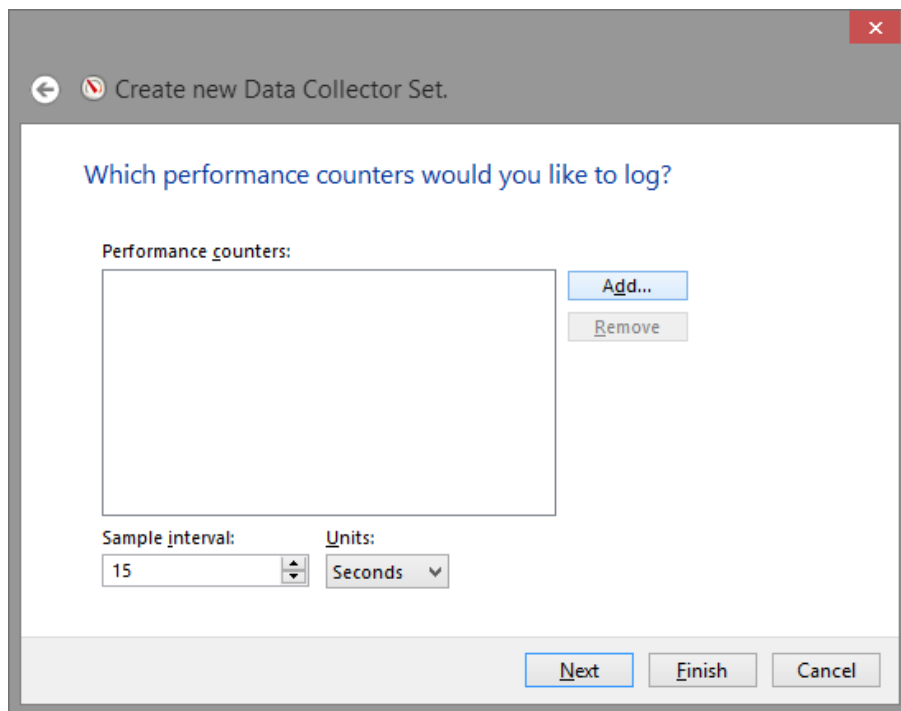 Create new Data Collector Set.
Which performance counters would you like to log?
Performance counters:
Add...
Remove
Sample interval:
Units:
15
Seconds
Next
Finish
Cancel